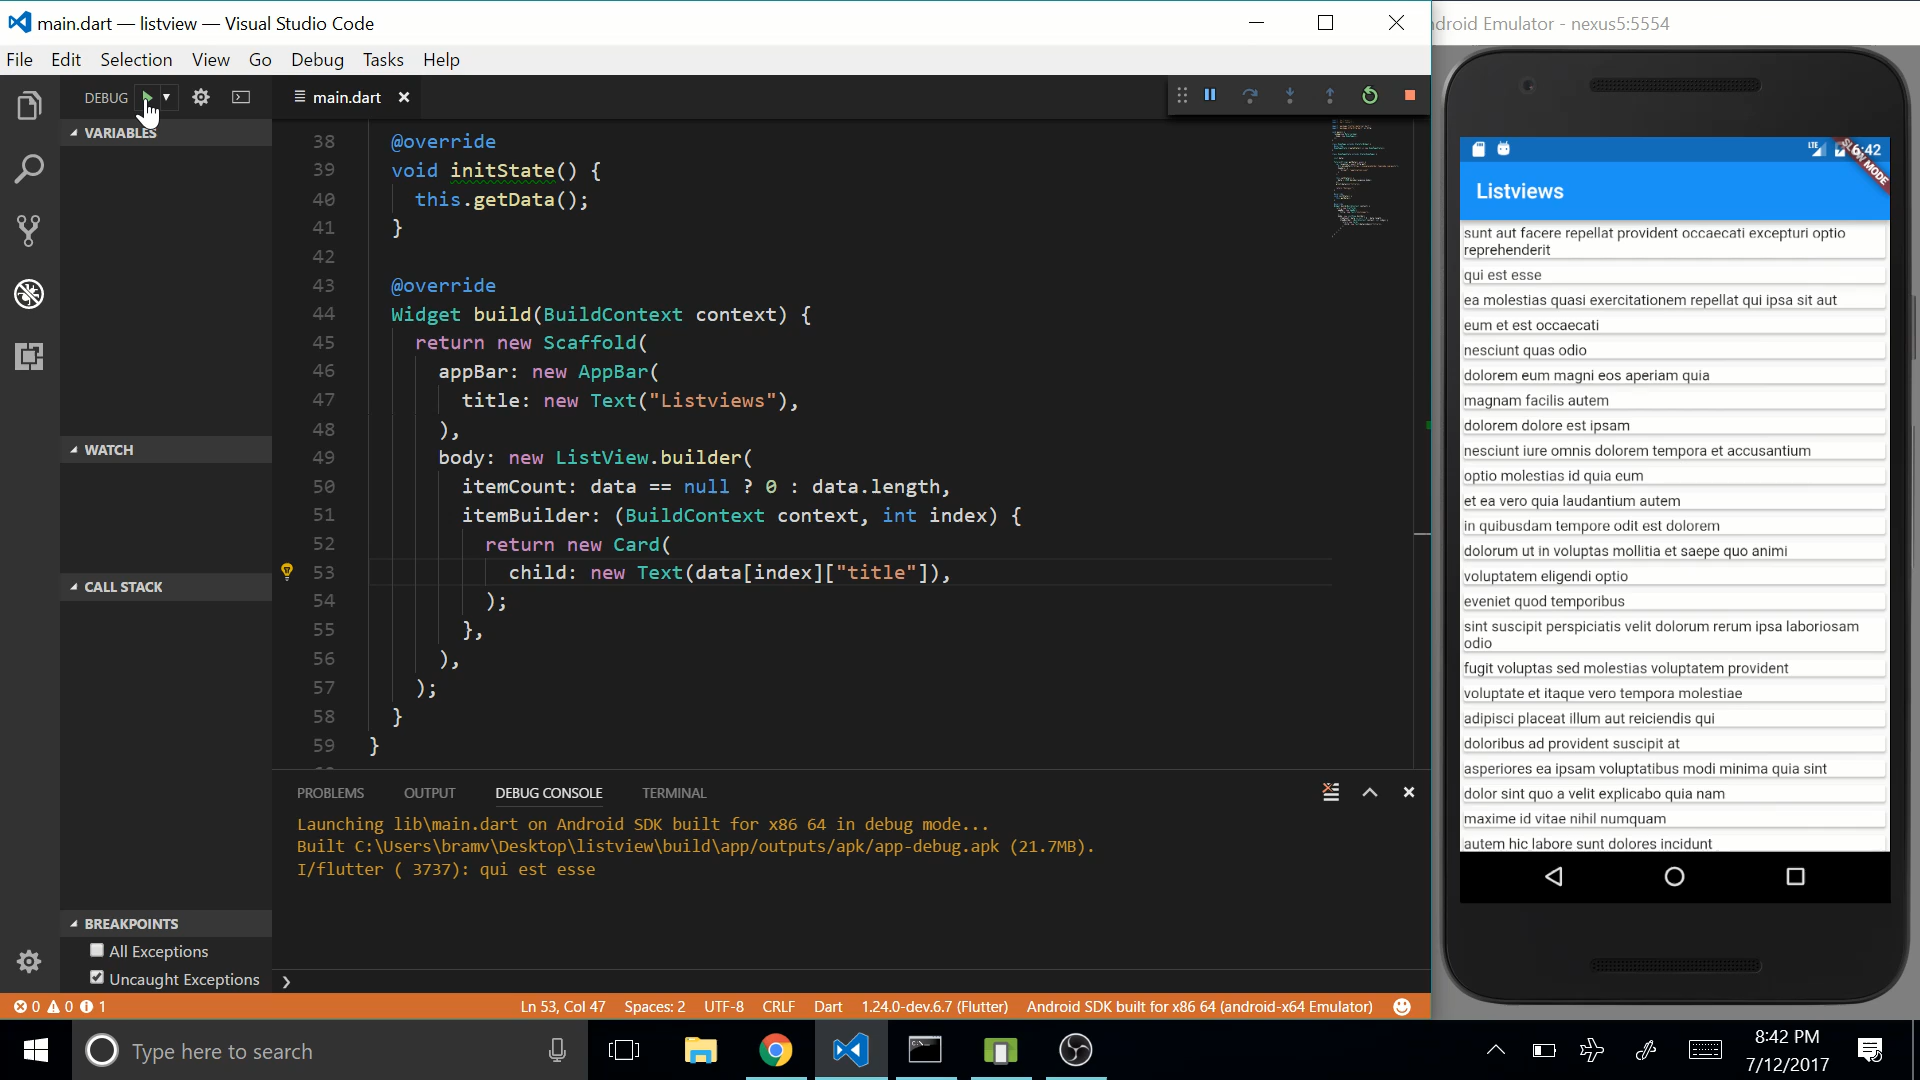 main.dart — listview — Visual Studio Code
droid Emulator - nexus5:5554
File Edit Selection View Go Debug Tasks Help
DEBUG
main.dart
VARIABLES
WATCH
CALL STACK
BREAKPOINTS
All Exceptions
Uncaught Exceptions
38 @override
39 void initState() {
40 this.getData();
41 }
42
43 @override
44 Widget build(BuildContext context) {
45 return new Scaffold(
46 appBar: new AppBar(
47 title: new Text("Listviews"),
48 ),
49 body: new ListView.builder(
50 itemCount: data == null ? 0 : data.length,
51 itemBuilder: (BuildContext context, int index) {
52 return new Card(
53 child: new Text(data[index]["title"]),
54 );
55 },
56 ),
57 );
58 }
59 }
PROBLEMS OUTPUT DEBUG CONSOLE TERMINAL
Launching lib\main.dart on Android SDK built for x86 64 in debug mode...
Built C:\Users\bramv\Desktop\listview\build\app/outputs/apk/app-debug.apk (21.7MB).
I/flutter ( 3737): qui est esse
0 0 1 Ln 53, Col 47 Spaces: 2 UTF-8 CRLF Dart 1.24.0-dev.6.7 (Flutter) Android SDK built for x86 64 (android-x64 Emulator)
LTE 6:42
SLOW MODE
Listviews
sunt aut facere repellat provident occaecati excepturi optio
reprehenderit
qui est esse
ea molestias quasi exercitationem repellat qui ipsa sit aut
eum et est occaecati
nesciunt quas odio
dolorem eum magni eos aperiam quia
magnam facilis autem
dolorem dolore est ipsam
nesciunt iure omnis dolorem tempora et accusantium
optio molestias id quia eum
et ea vero quia laudantium autem
in quibusdam tempore odit est dolorem
dolorum ut in voluptas mollitia et saepe quo animi
voluptatem eligendi optio
eveniet quod temporibus
sint suscipit perspiciatis velit dolorum rerum ipsa laboriosam
odio
fugit voluptas sed molestias voluptatem provident
voluptate et itaque vero tempora molestiae
adipisci placeat illum aut reiciendis qui
doloribus ad provident suscipit at
asperiores ea ipsam voluptatibus modi minima quia sint
dolor sint quo a velit explicabo quia nam
maxime id vitae nihil numquam
autem hic labore sunt dolores incidunt
Type here to search
8:42 PM
7/12/2017